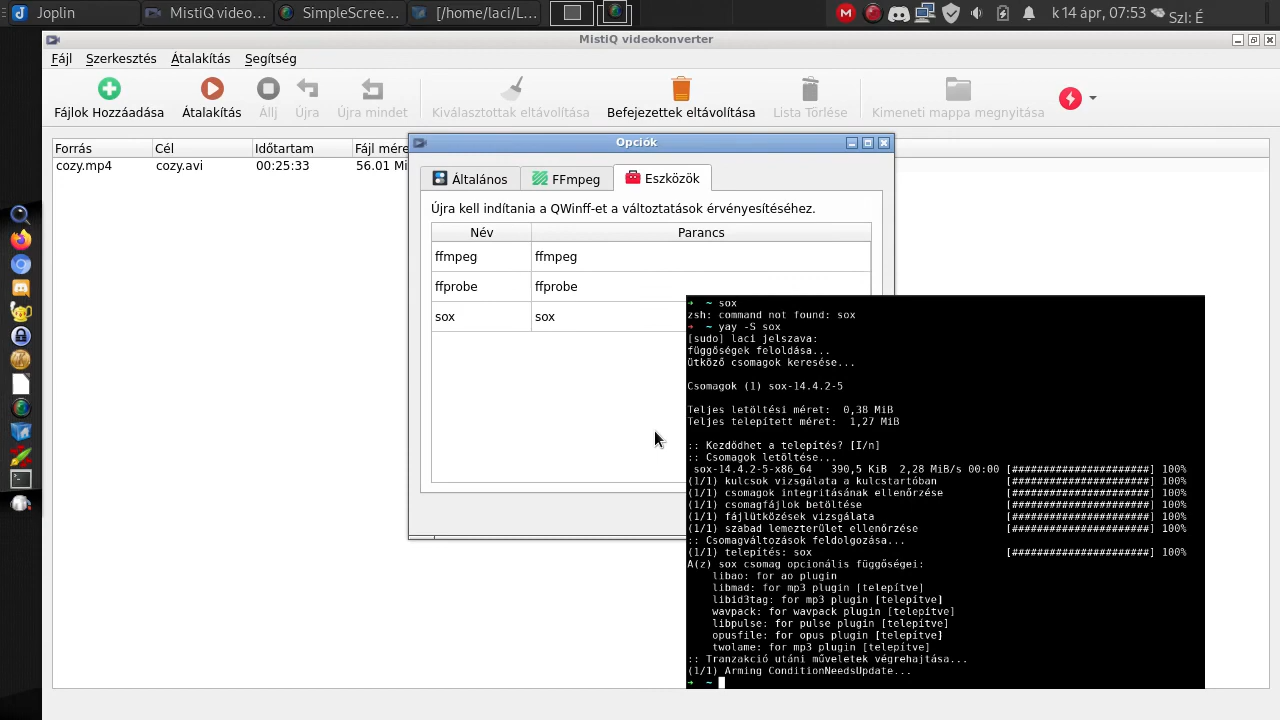 Joplin MistiQ videokonverter... SimpleScree... [/home/laci/L... k 14 ápr, 07:53 Szl: É
MistiQ videokonverter
Fájl Szerkesztés Átalakítás Segítség
Fájlok Hozzáadása Átalakítás Állj Újra Újra mindet Kiválasztottak eltávolítása Befejezettek eltávolítása Lista Törlése Kimeneti mappa megnyitása
Forrás Cél Időtartam Fájl mére
cozy.mp4 cozy.avi 00:25:33 56.01 Mi
Opciók
Általános FFmpeg Eszközök
Újra kell indítania a QWinff-et a változtatások érvényesítéséhez.
Név Parancs
ffmpeg ffmpeg
ffprobe ffprobe
sox sox
➜ ~ sox
zsh: command not found: sox
➜ ~ yay -S sox
[sudo] laci jelszava:
függőségek feloldása...
ütköző csomagok keresése...
Csomagok (1) sox-14.4.2-5
Teljes letöltési méret: 0,38 MiB
Teljes telepített méret: 1,27 MiB
:: Kezdődhet a telepítés? [I/n]
:: Csomagok letöltése...
sox-14.4.2-5-x86_64 390,5 KiB 2,28 MiB/s 00:00 [######################] 100%
(1/1) kulcsok vizsgálata a kulcstartóban [######################] 100%
(1/1) csomagok integritásának ellenőrzése [######################] 100%
(1/1) csomagfájlok betöltése [######################] 100%
(1/1) fájlütközések vizsgálata [######################] 100%
(1/1) szabad lemezterület ellenőrzése [######################] 100%
:: Csomagváltozások feldolgozása...
(1/1) telepítés: sox [######################] 100%
A(z) sox csomag opcionális függőségei:
libao: for ao plugin
libmad: for mp3 plugin [telepítve]
libid3tag: for mp3 plugin [telepítve]
wavpack: for wavpack plugin [telepítve]
libpulse: for pulse plugin [telepítve]
opusfile: for opus plugin [telepítve]
twolame: for mp3 plugin [telepítve]
:: Tranzakció utáni műveletek végrehajtása...
(1/1) Arming ConditionNeedsUpdate...
➜ ~